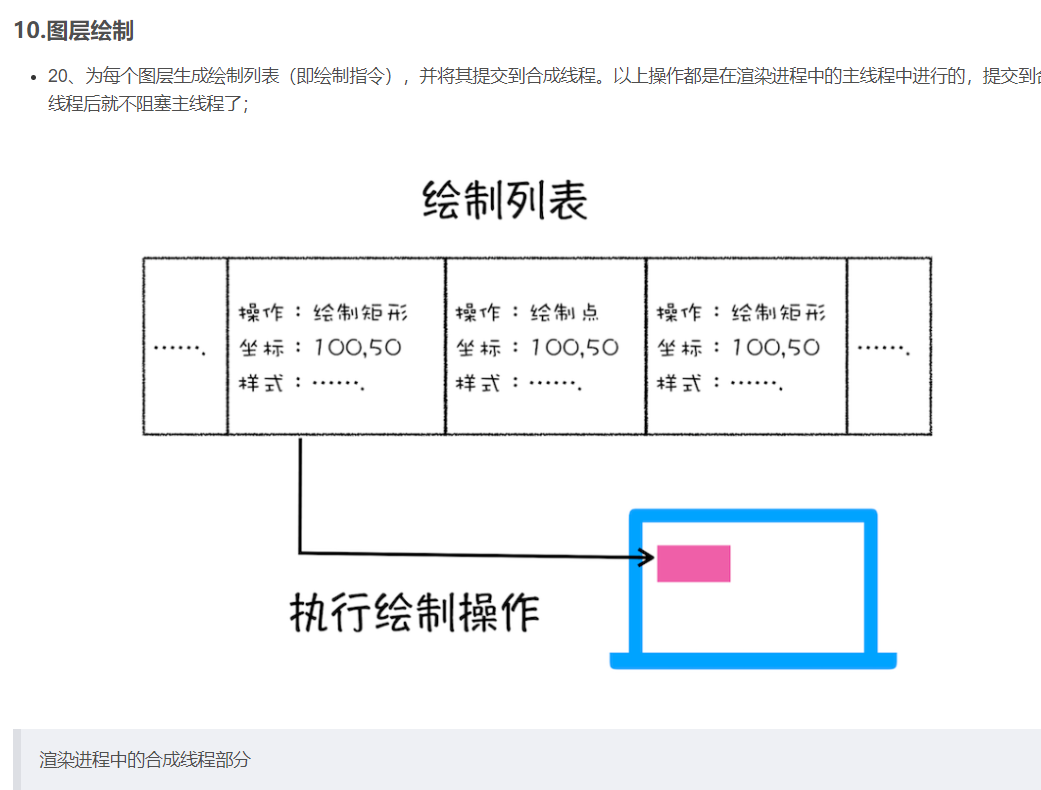 10.图层绘制
20、为每个图层生成绘制列表（即绘制指令），并将其提交到合成线程。以上操作都是在渲染进程中的主线程中进行的，提交到
线程后就不阻塞主线程了；
绘制列表
……. 操作：绘制矩形 操作：绘制点 操作：绘制矩形 …….
坐标：100,50 坐标：100,50 坐标：100,50
样式：……. 样式：……. 样式：…….
执行绘制操作
渲染进程中的合成线程部分